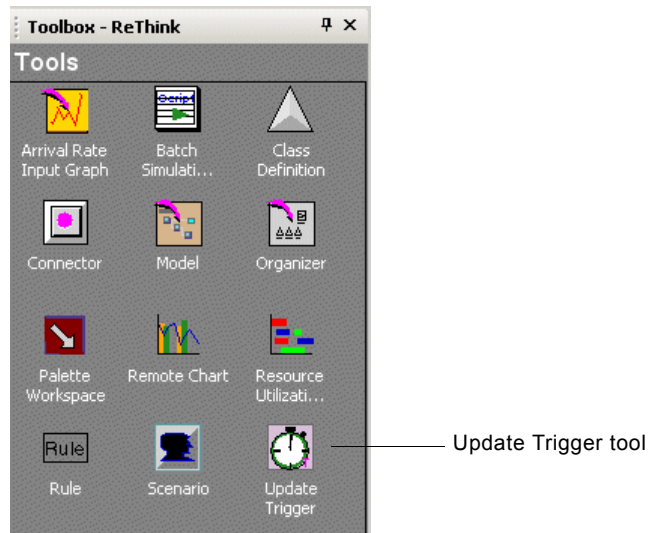 Toolbox - ReThink
Tools
Script
Arrival Rate
Input Graph
Batch
Simulati...
Class
Definition
Connector
Model
Organizer
Palette
Workspace
Remote Chart
Resource
Utilizati...
Rule
Rule
Scenario
Update
Trigger
Update Trigger tool